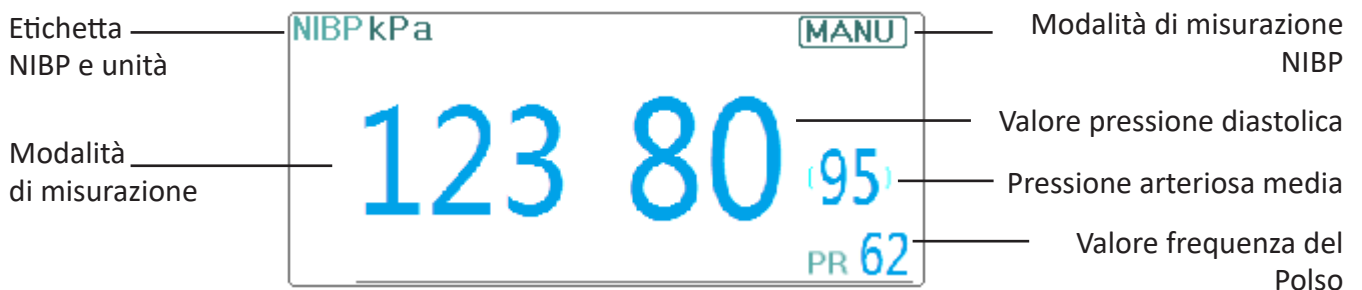 Etichetta
NIBP e unità
Modalità
di misurazione
NIBP kPa
MANU
123 80
(95)
PR 62
Modalità di misurazione
NIBP
Valore pressione diastolica
Pressione arteriosa media
Valore frequenza del
Polso